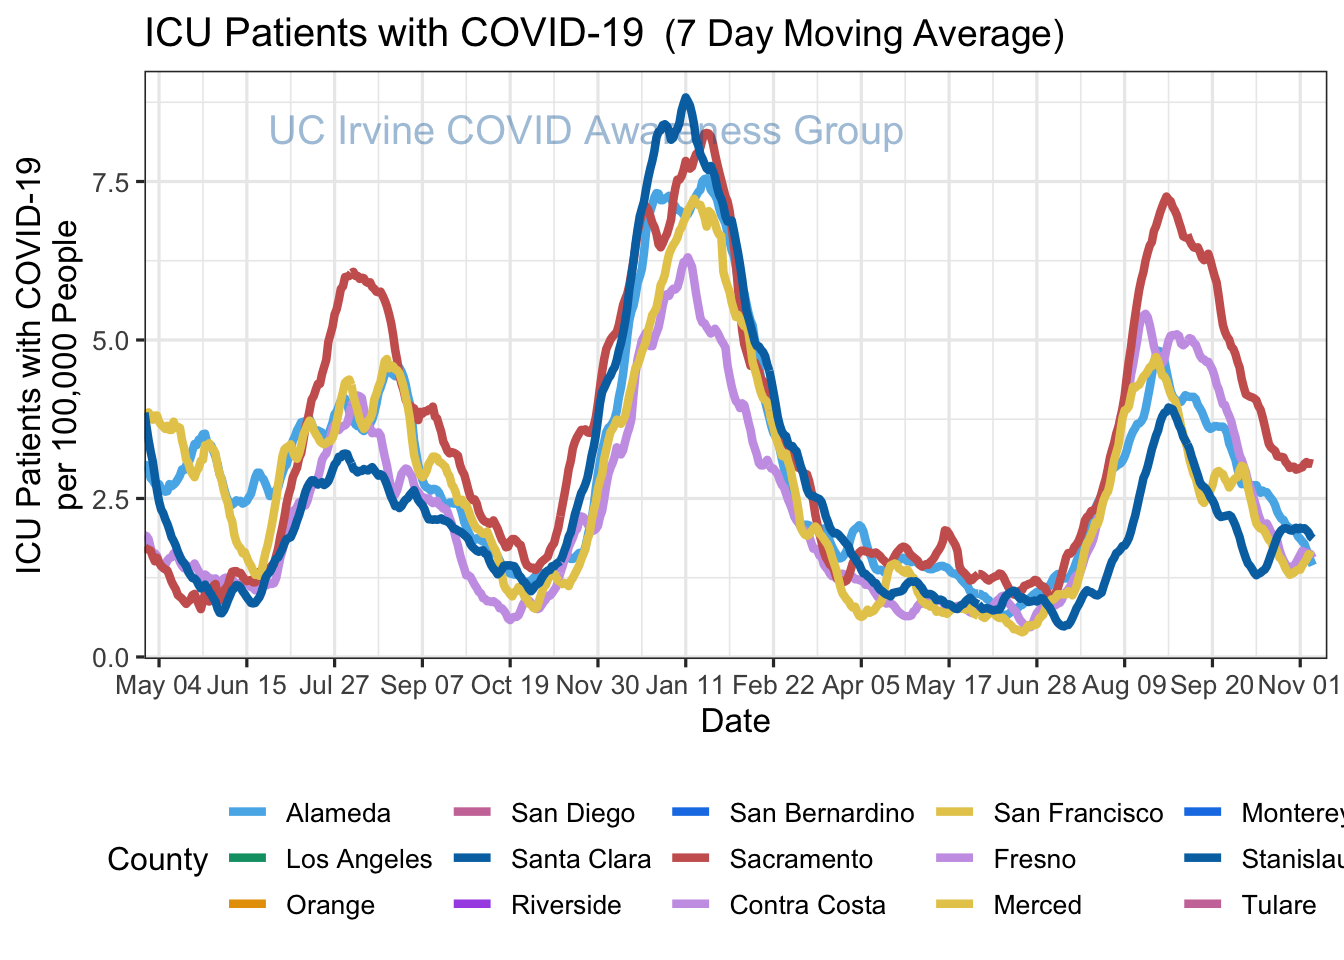 ICU Patients with COVID-19 (7 Day Moving Average)
UC Irvine COVID Awareness Group
ICU Patients with COVID-19
per 100,000 People
7.5
5.0
2.5
0.0
May 04 Jun 15 Jul 27 Sep 07 Oct 19 Nov 30 Jan 11 Feb 22 Apr 05 May 17 Jun 28 Aug 09 Sep 20 Nov 01
Date
County
Alameda San Diego San Bernardino San Francisco Monterey
Los Angeles Santa Clara Sacramento Fresno Stanislau
Orange Riverside Contra Costa Merced Tulare